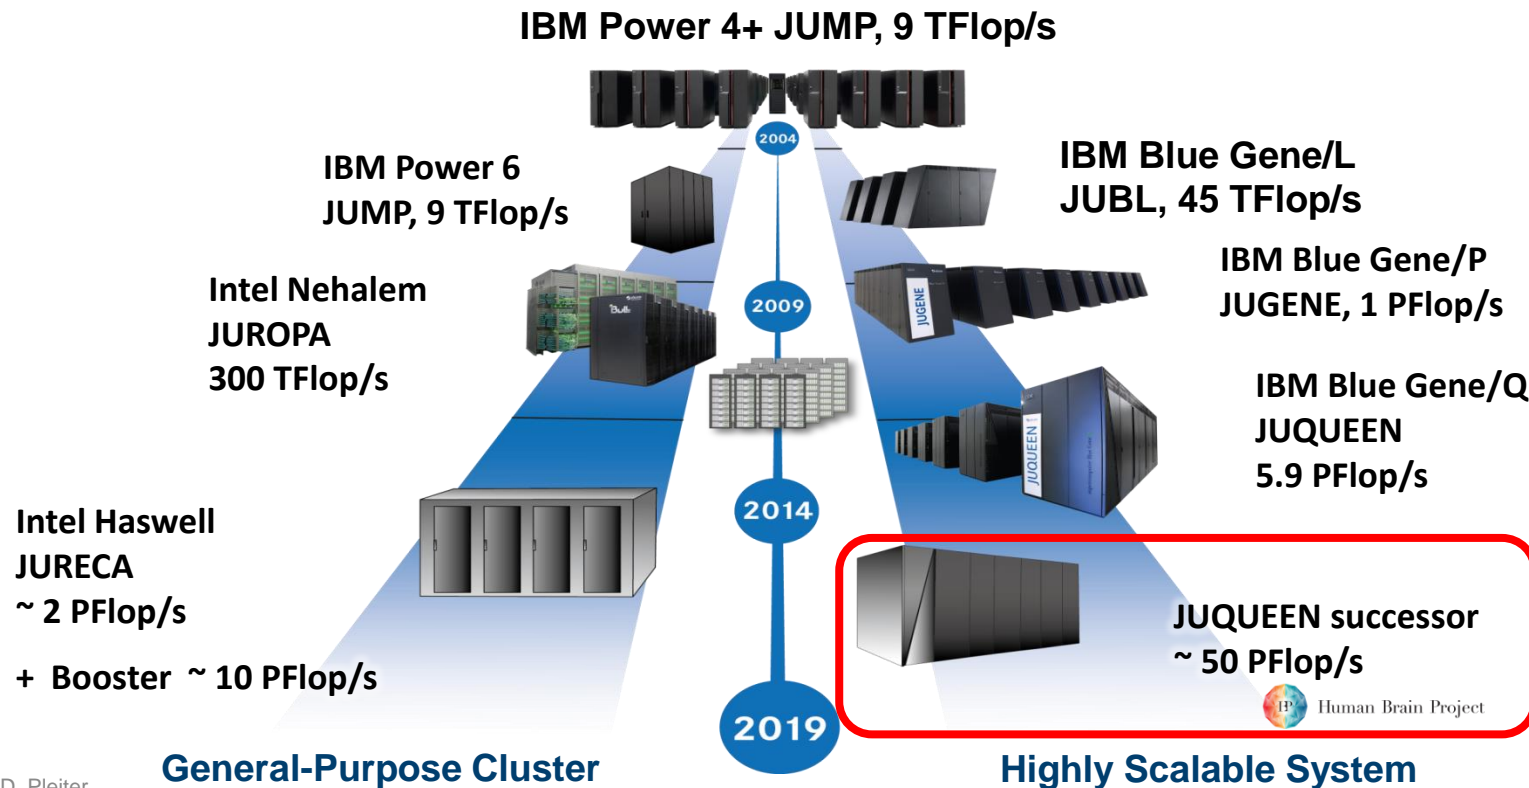 IBM Power 4+ JUMP, 9 TFlop/s
2004
IBM Power 6
JUMP, 9 TFlop/s
IBM Blue Gene/L
JUBL, 45 TFlop/s
Intel Nehalem
JUROPA
300 TFlop/s
Bull
2009
JUGENE
IBM Blue Gene/P
JUGENE, 1 PFlop/s
JUQUEEN
IBM Blue Gene/Q
JUQUEEN
5.9 PFlop/s
2014
Intel Haswell
JURECA
~ 2 PFlop/s
+ Booster ~ 10 PFlop/s
JUQUEEN successor
~ 50 PFlop/s
Human Brain Project
2019
General-Purpose Cluster
Highly Scalable System
D. Pleiter